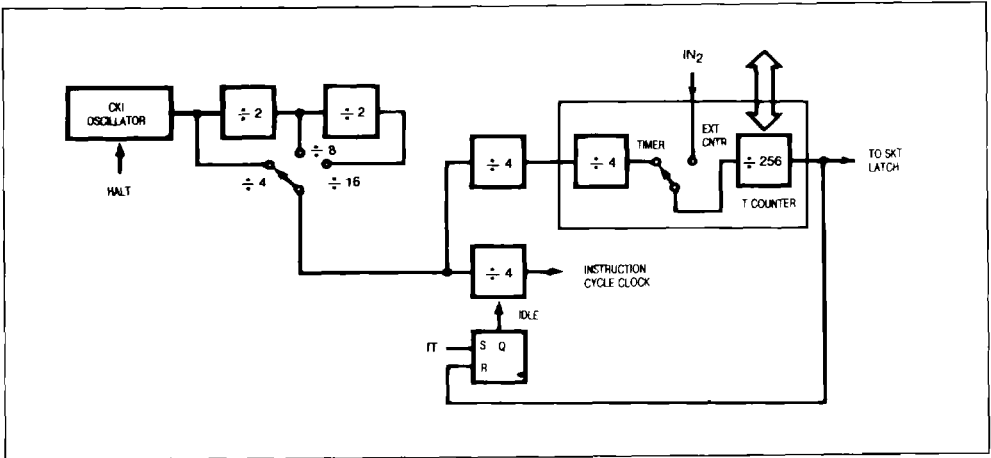 CKI
OSCILLATOR
HALT
÷ 2
÷ 2
÷ 8
÷ 4
÷ 16
÷ 4
÷ 4
TIMER
IN2
EXT
CNTR
÷ 256
T COUNTER
TO SKT
LATCH
÷ 4
INSTRUCTION
CYCLE CLOCK
IDLE
IT
S Q
R